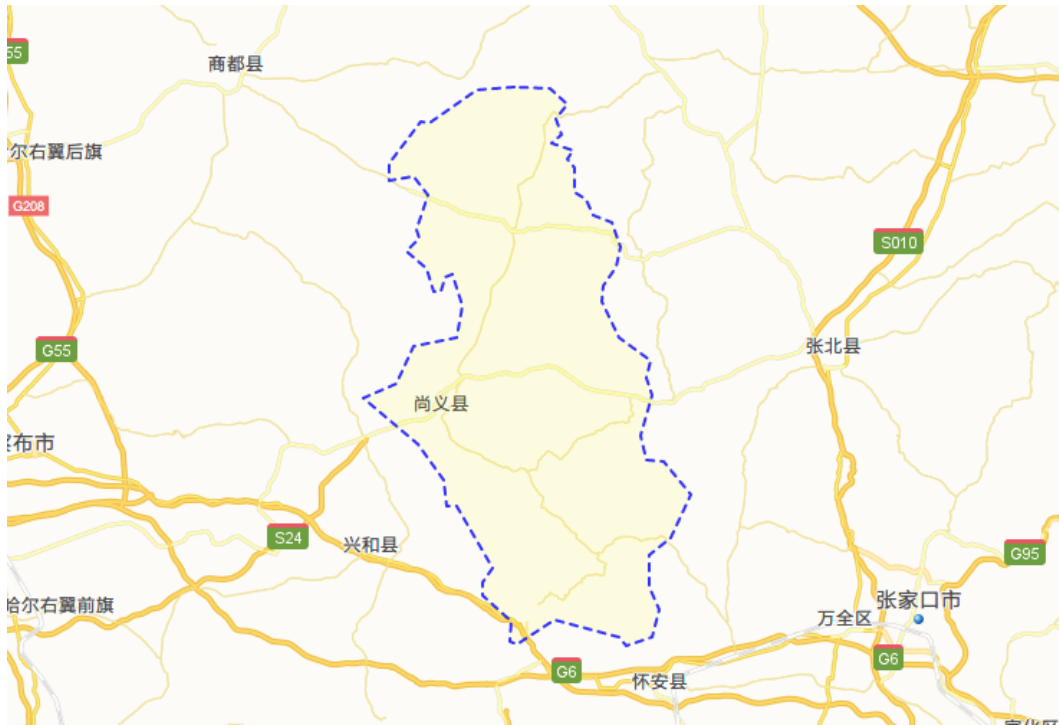 55
商都县
尔右翼后旗
G208
S010
G55
张北县
尚义县
布市
S24
兴和县
G95
哈尔右翼前旗
张家口市
万全区
G6
G6
怀安县